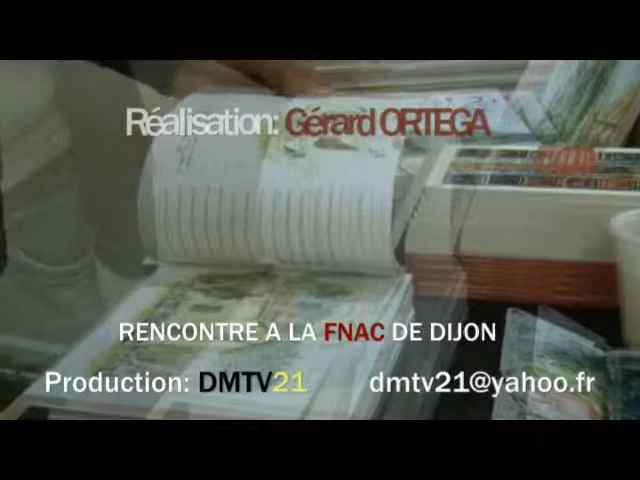 Réalisation: Gérard ORTEGA
RENCONTRE A LA FNAC DE DIJON
Production: DMTV21 dmtv21@yahoo.fr